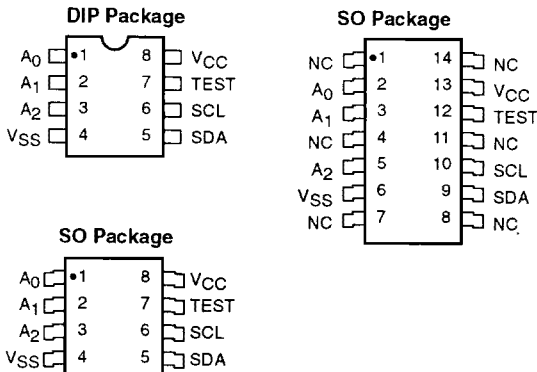 DIP Package
A0 1 8 VCC
A1 2 7 TEST
A2 3 6 SCL
VSS 4 5 SDA
SO Package
NC 1 14 NC
A0 2 13 VCC
A1 3 12 TEST
NC 4 11 NC
A2 5 10 SCL
VSS 6 9 SDA
NC 7 8 NC
SO Package
A0 1 8 VCC
A1 2 7 TEST
A2 3 6 SCL
VSS 4 5 SDA